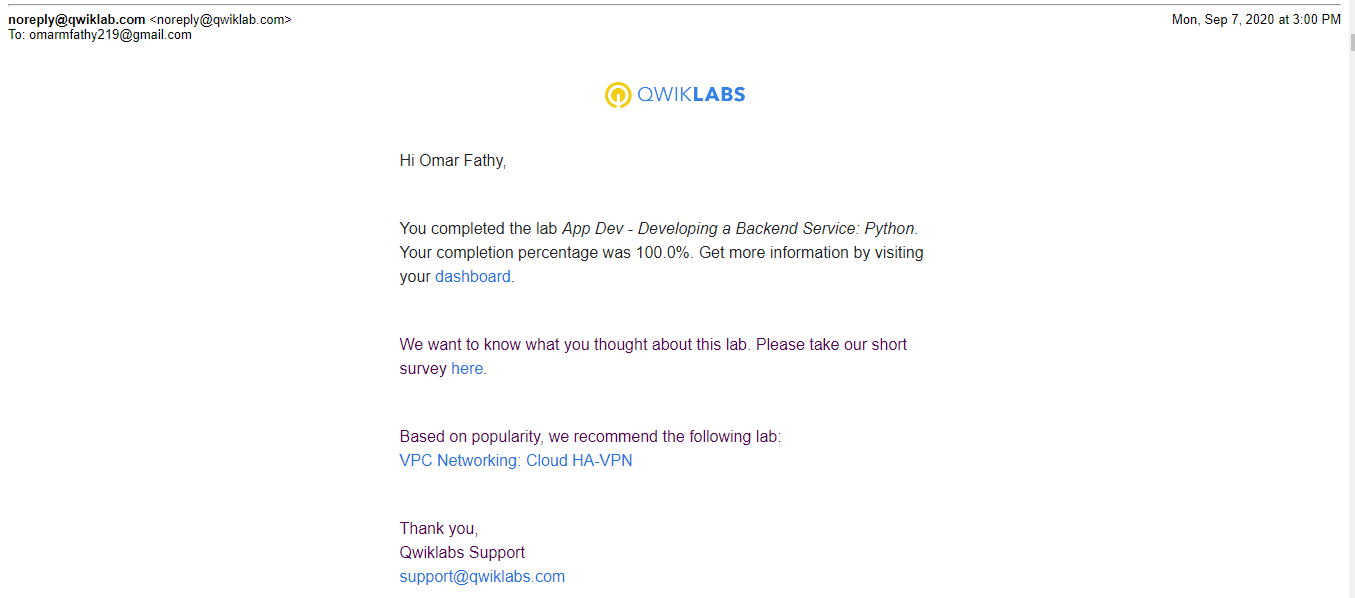 noreply@qwiklab.com <noreply@qwiklab.com>
Mon, Sep 7, 2020 at 3:00 PM
To: omarmfathy219@gmail.com
QWIKLABS
Hi Omar Fathy,
You completed the lab App Dev - Developing a Backend Service: Python.
Your completion percentage was 100.0%. Get more information by visiting
your dashboard.
We want to know what you thought about this lab. Please take our short
survey here.
Based on popularity, we recommend the following lab:
VPC Networking: Cloud HA-VPN
Thank you,
Qwiklabs Support
support@qwiklabs.com